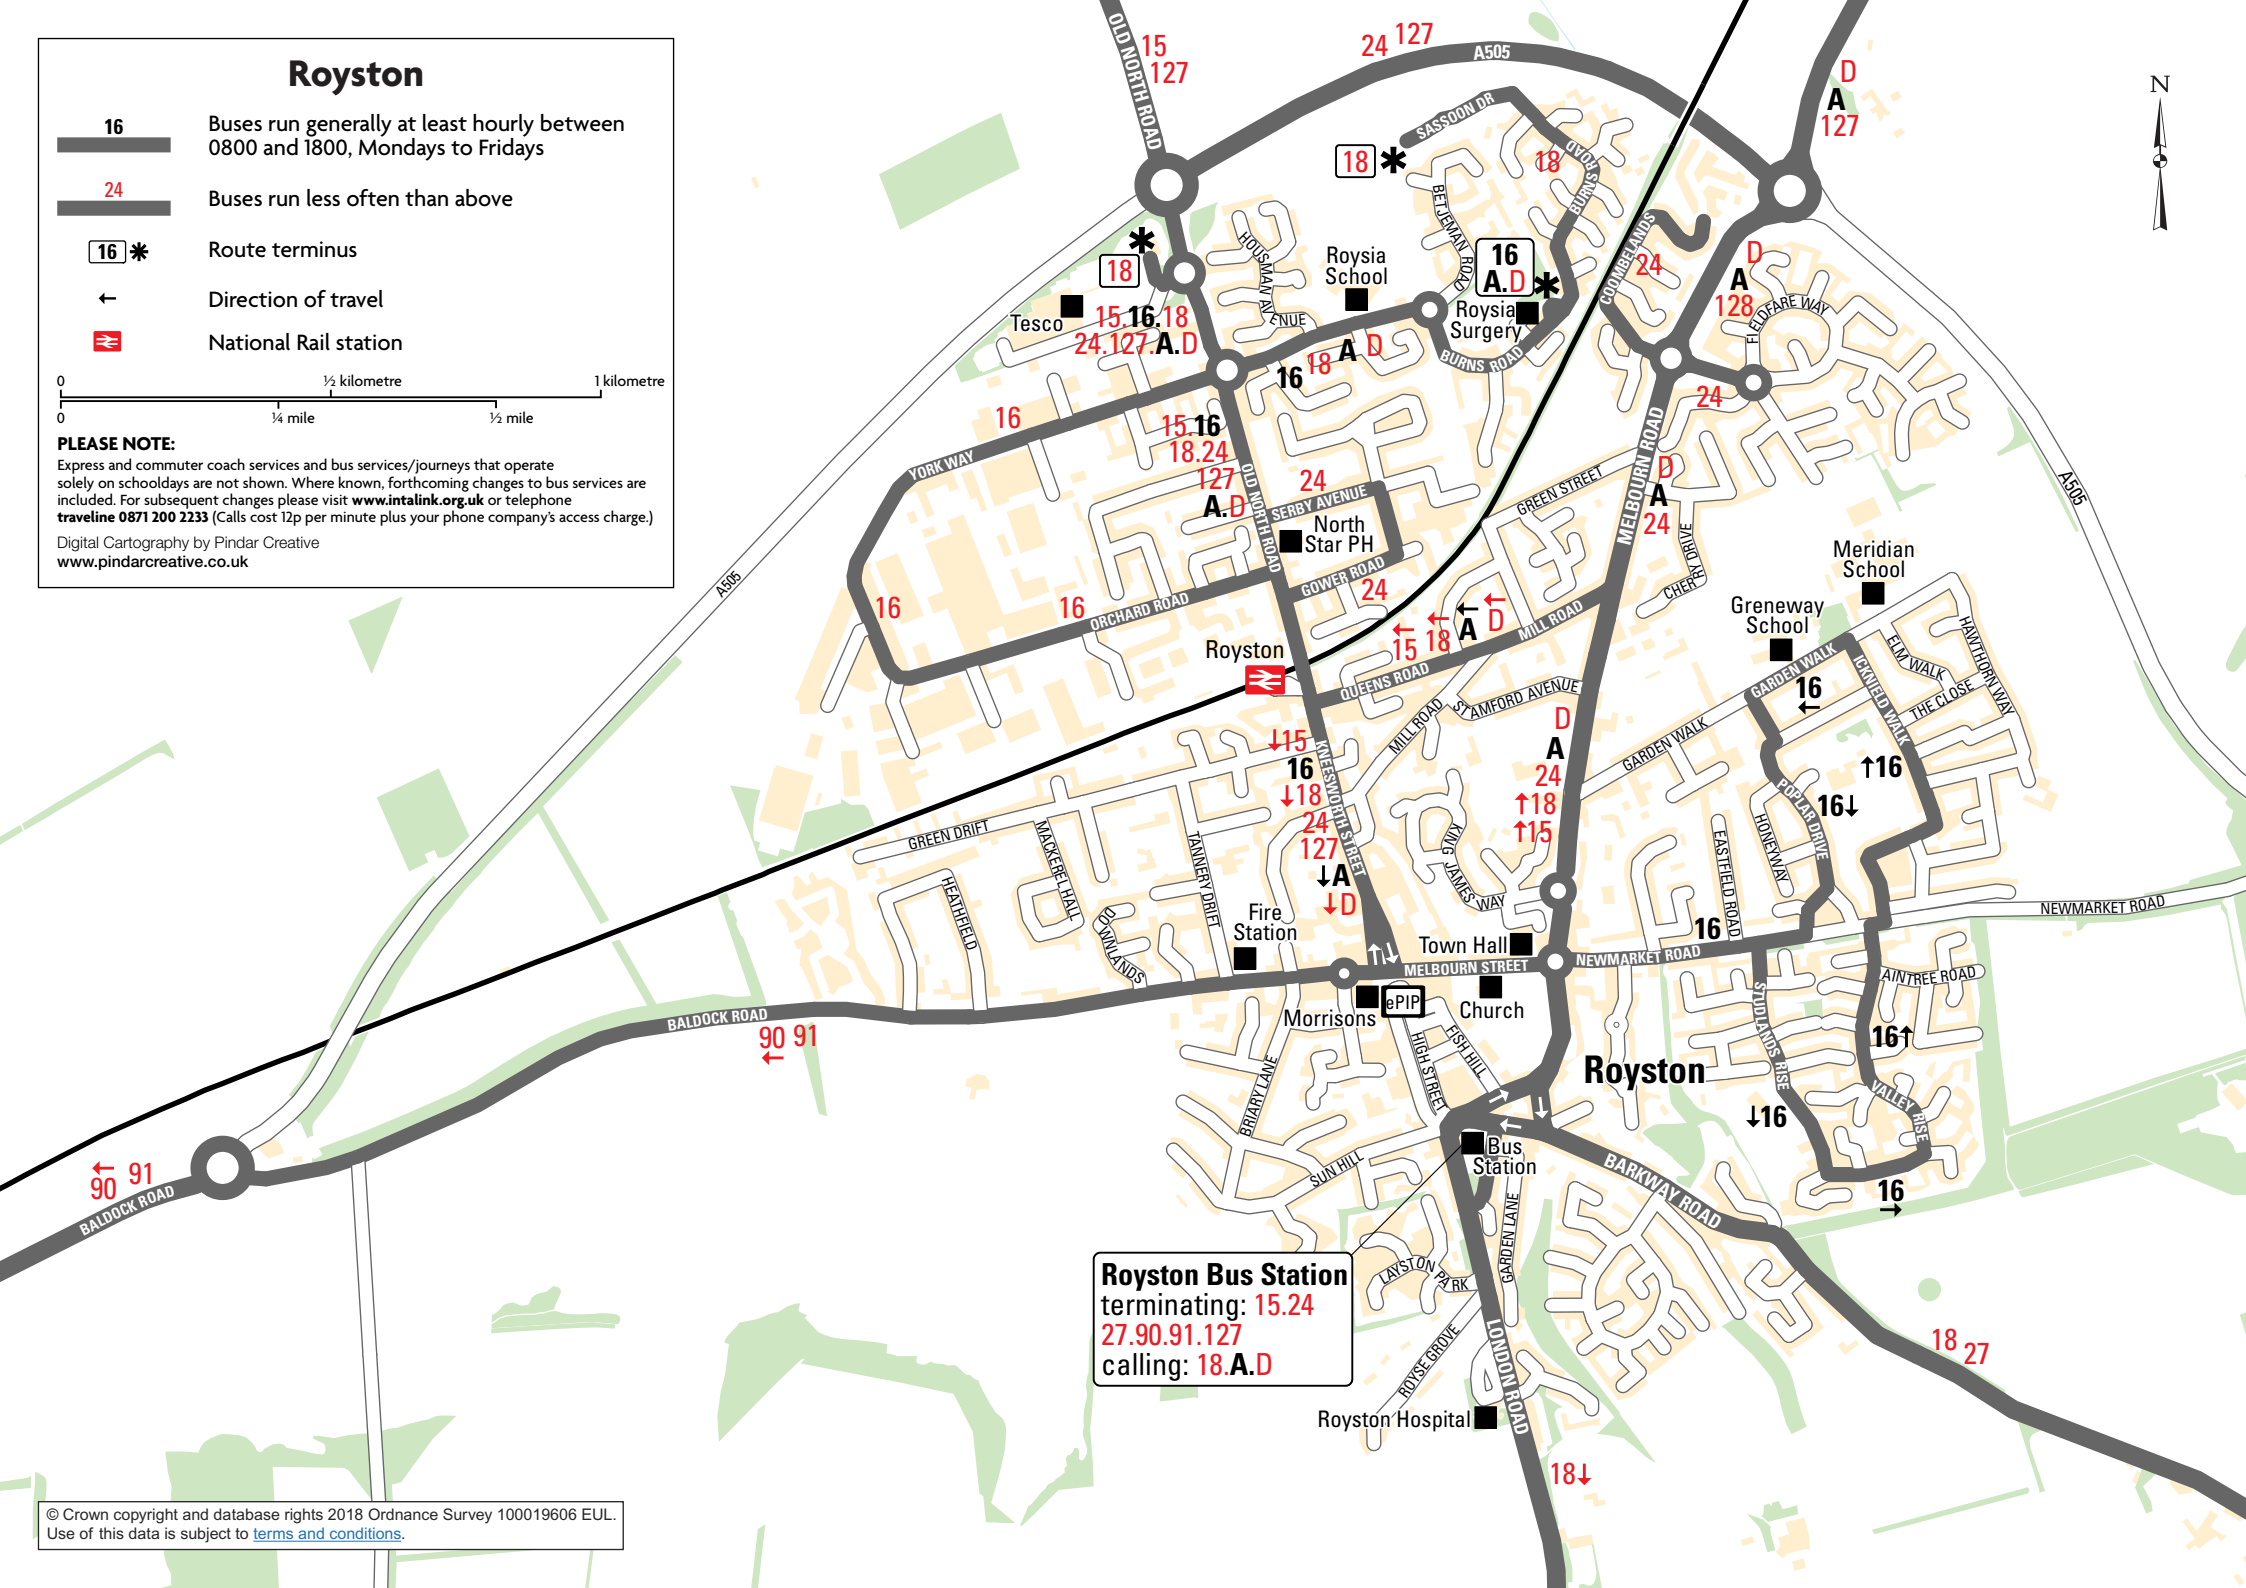 Royston
16
Buses run generally at least hourly between
0800 and 1800, Mondays to Fridays
24
Buses run less often than above
16
Route terminus
Direction of travel
National Rail station
0
½ kilometre
1 kilometre
0
¼ mile
½ mile
PLEASE NOTE:
Express and commuter coach services and bus services/journeys that operate
solely on schooldays are not shown. Where known, forthcoming changes to bus services are
included. For subsequent changes please visit www.intalink.org.uk or telephone
traveline 0871 200 2233 (Calls cost 12p per minute plus your phone company's access charge.)
Digital Cartography by Pindar Creative
www.pindarcreative.co.uk
OLD NORTH ROAD
15
127
24 127
A505
D
A
127
N
SASSOON DR
18
18
BURNS ROAD
BURNS
BETJEMAN ROAD
HOUSMAN AVENUE
Roysia
School
16
A.D
Roysia
Surgery
BURNS ROAD
COOMBELANDS
24
D
A
128
FIELDFARE WAY
18
Tesco
15.16.18
24.127.A.D
16
18
A
D
24
16
YORK WAY
15.16
18.24
127
A.D
OLD NORTH ROAD
24
SERBY AVENUE
North
Star PH
GOWER ROAD
24
GREEN STREET
MELBOURN ROAD
D
A
24
CHERRY DRIVE
A505
A505
16
16
ORCHARD ROAD
Royston
15
18
A
D
MILL ROAD
QUEENS ROAD
STAMFORD AVENUE
MILL ROAD
Meridian
School
Greneway
School
GARDEN WALK
16
ICKNIELD WALK
ELM WALK
HAWTHORN WAY
THE CLOSE
GARDEN WALK
16
16
POPLAR DRIVE
HONEYWAY
EASTFIELD ROAD
15
16
18
24
127
A
D
KNEESWORTH STREET
D
A
24
18
15
KING JAMES WAY
GREEN DRIFT
MACKEREL HALL
HEATHFIELD
DOWNLANDS
TANNERY DRIFT
Fire
Station
Town Hall
MELBOURN STREET
NEWMARKET ROAD
16
NEWMARKET ROAD
Morrisons
ePIP
Church
BALDOCK ROAD
90 91
HIGH STREET
FISH HILL
BRIARY LANE
Royston
STUDLANDS RISE
AINTREE ROAD
16
VALLEY RISE
16
16
90
91
BALDOCK ROAD
SUN HILL
Bus
Station
BARKWAY ROAD
GARDEN LANE
LAYSTON PARK
Royston Bus Station
terminating: 15.24
27.90.91.127
calling: 18.A.D
ROYSE GROVE
LONDON ROAD
Royston Hospital
18 27
18
© Crown copyright and database rights 2018 Ordnance Survey 100019606 EUL.
Use of this data is subject to terms and conditions.